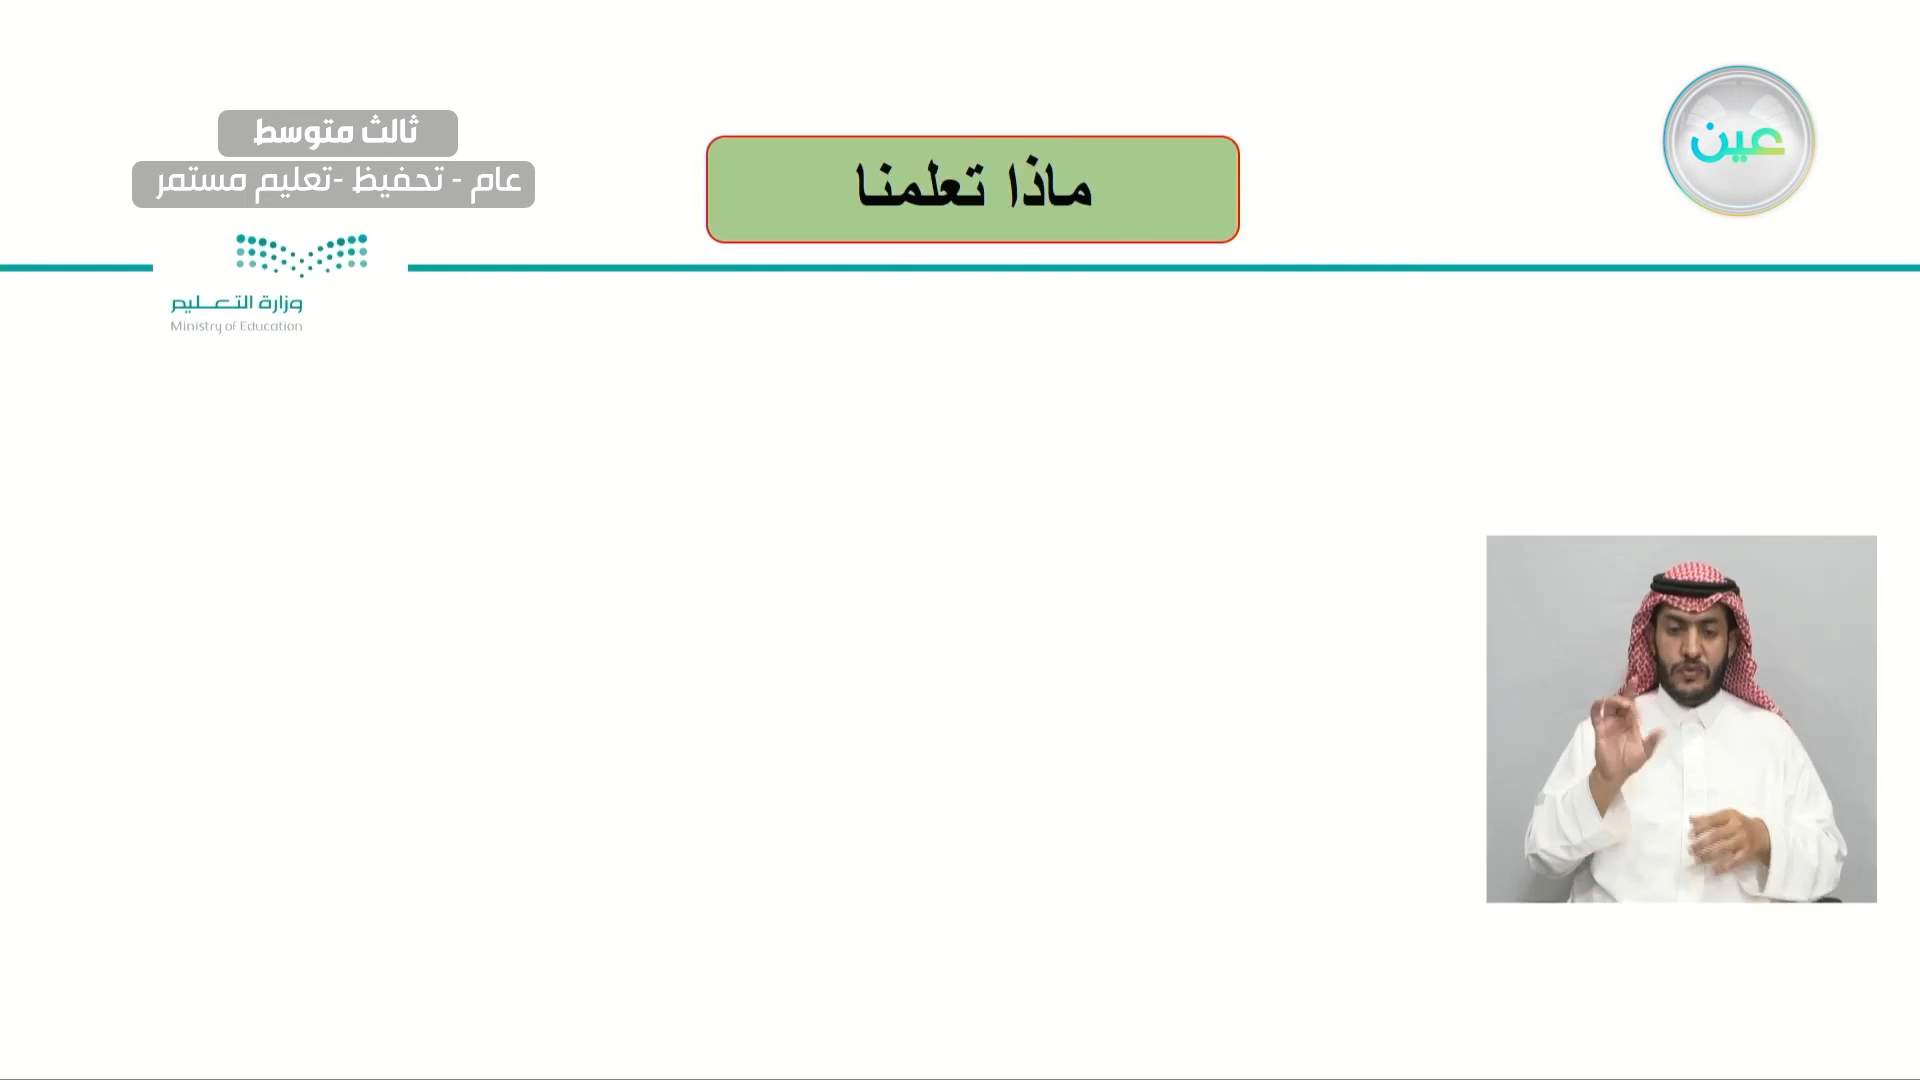 ثالث متوسط
عام - تحفيظ -تعليم مستمر
ماذا تعلمنا
عين
وزارة التعليم
Ministry of Education